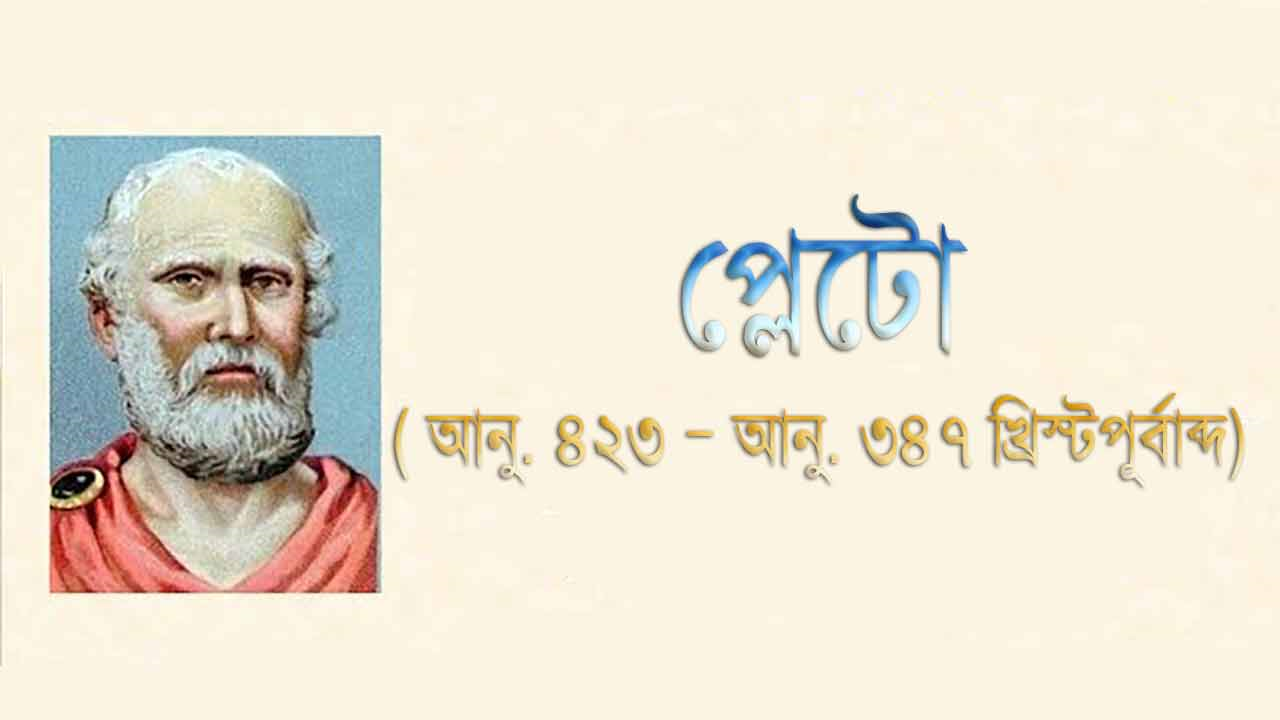 প্লেটো
( আনু. ৪২৩ – আনু. ৩৪৭ খ্রিস্টপূর্বাব্দ)